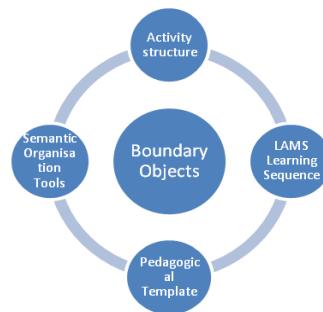 Activity
structure
Semantic
Organisa
tion
Tools
Boundary
Objects
LAMS
Learning
Sequence
Pedagogic
al
Template